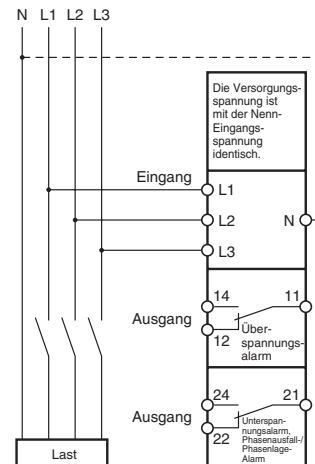 N L1 L2 L3
Die Versorgungs-
spannung ist
mit der Nenn-
Eingangs-
spannung
identisch.
Eingang
L1
L2 N
L3
14 11
Ausgang
12 Über-
spannungs-
alarm
24 21
Ausgang
22 Unterspan-
nungsalarm,
Phasenausfall-/
Phasenlage-
Alarm
Last